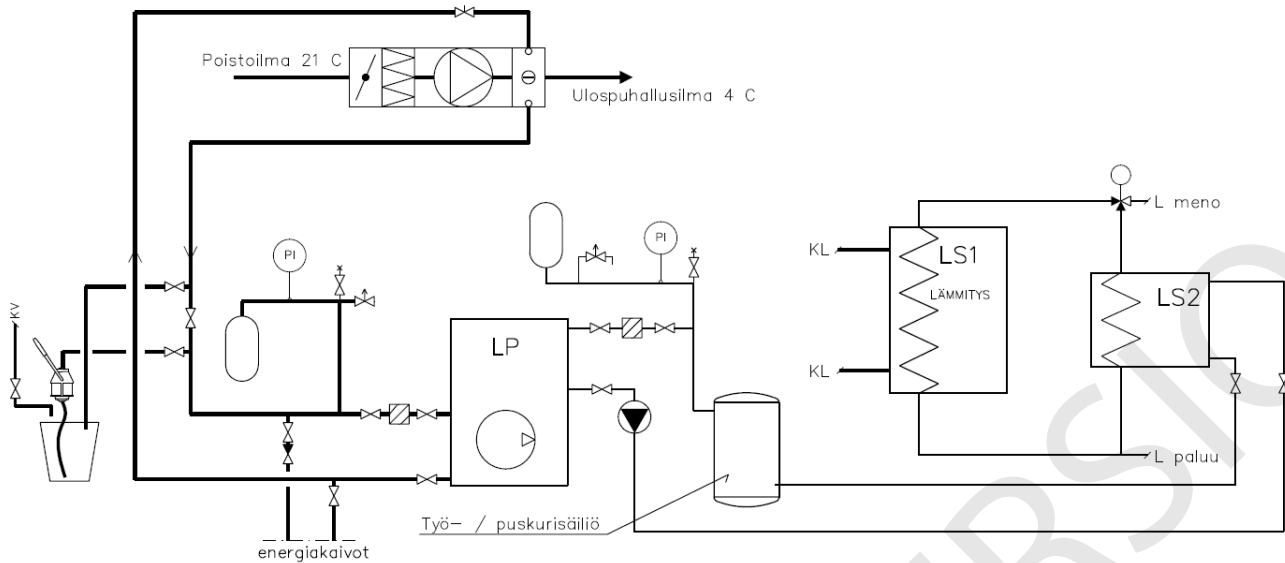 Poistoilma 21 C
Ulospuhallusilma 4 C
L meno
PI
PI
KL
LS1
LÄMMITYS
LS2
KV
LP
KL
L paluu
Työ- / puskurisäiliö
energiakaivot